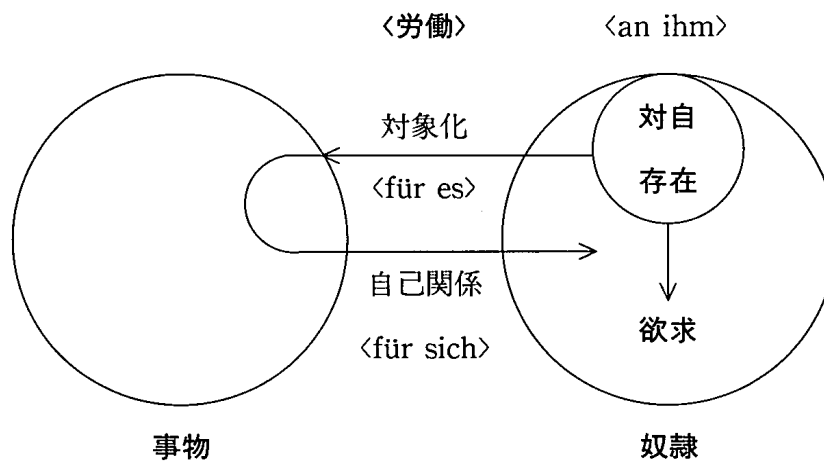 〈労働〉 〈an ihm〉
対象化
対自
存在
〈für es〉
自己関係
欲求
〈für sich〉
事物
奴隷